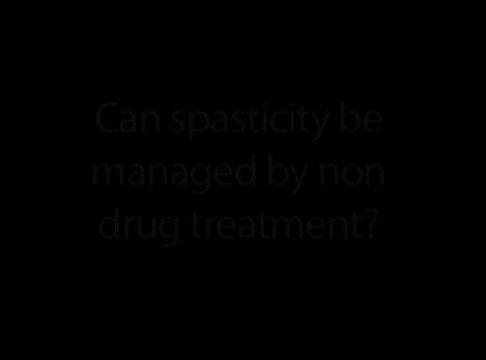 Can spasticity be
managed by non
drug treatment?